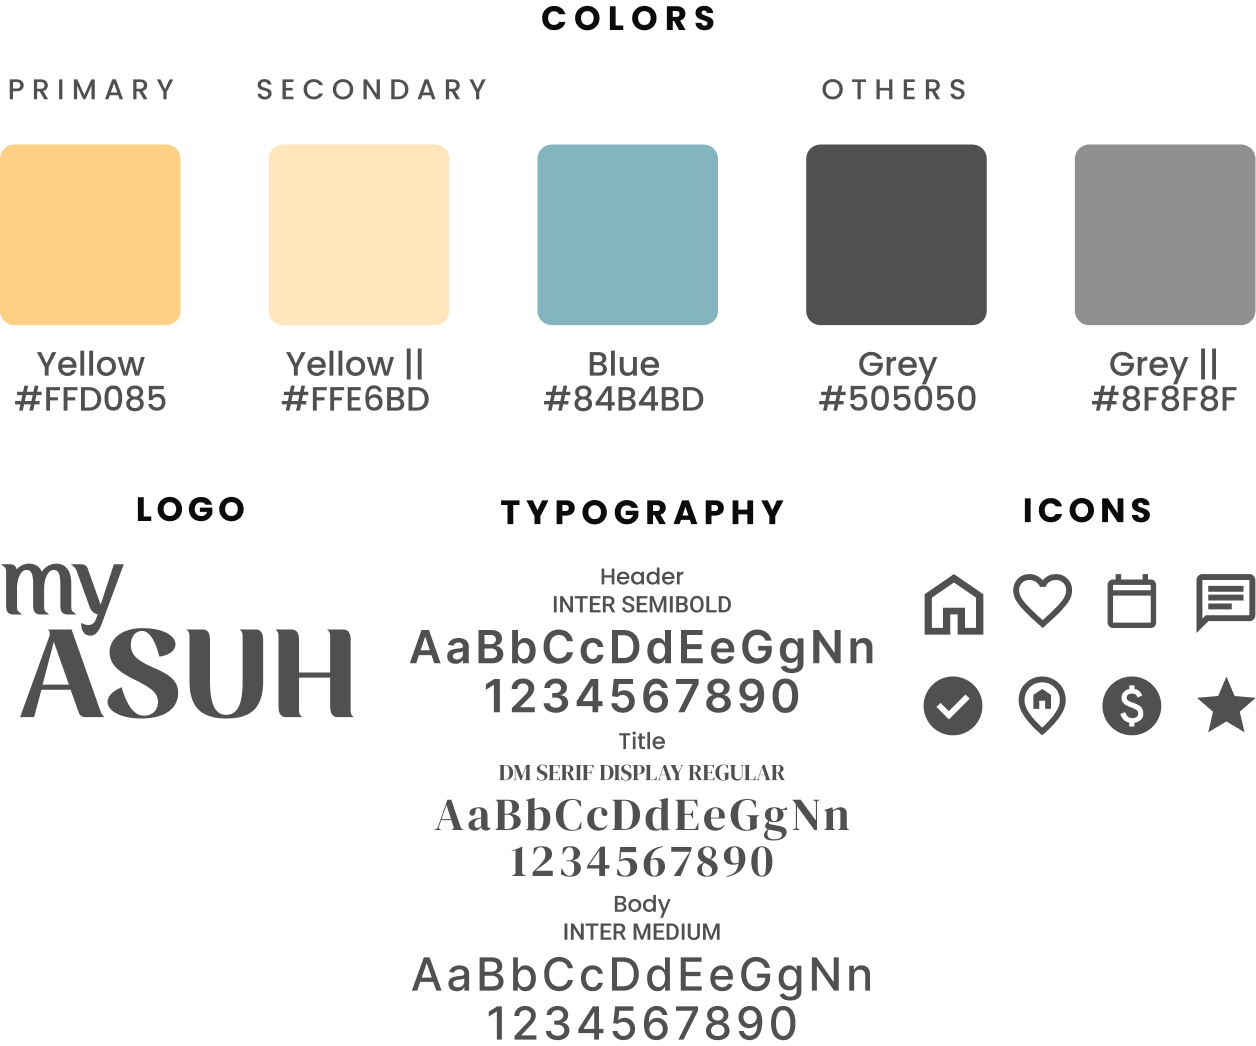 COLORS
PRIMARY SECONDARY OTHERS
Yellow Yellow || Blue Grey Grey ||
#FFD085 #FFE6BD #84B4BD #505050 #8F8F8F
LOGO
my
ASUH
TYPOGRAPHY
Header
INTER SEMIBOLD
AaBbCcDdEeGgNn
1234567890
Title
DM SERIF DISPLAY REGULAR
AaBbCcDdEeGgNn
1234567890
Body
INTER MEDIUM
AaBbCcDdEeGgNn
1234567890
ICONS
$